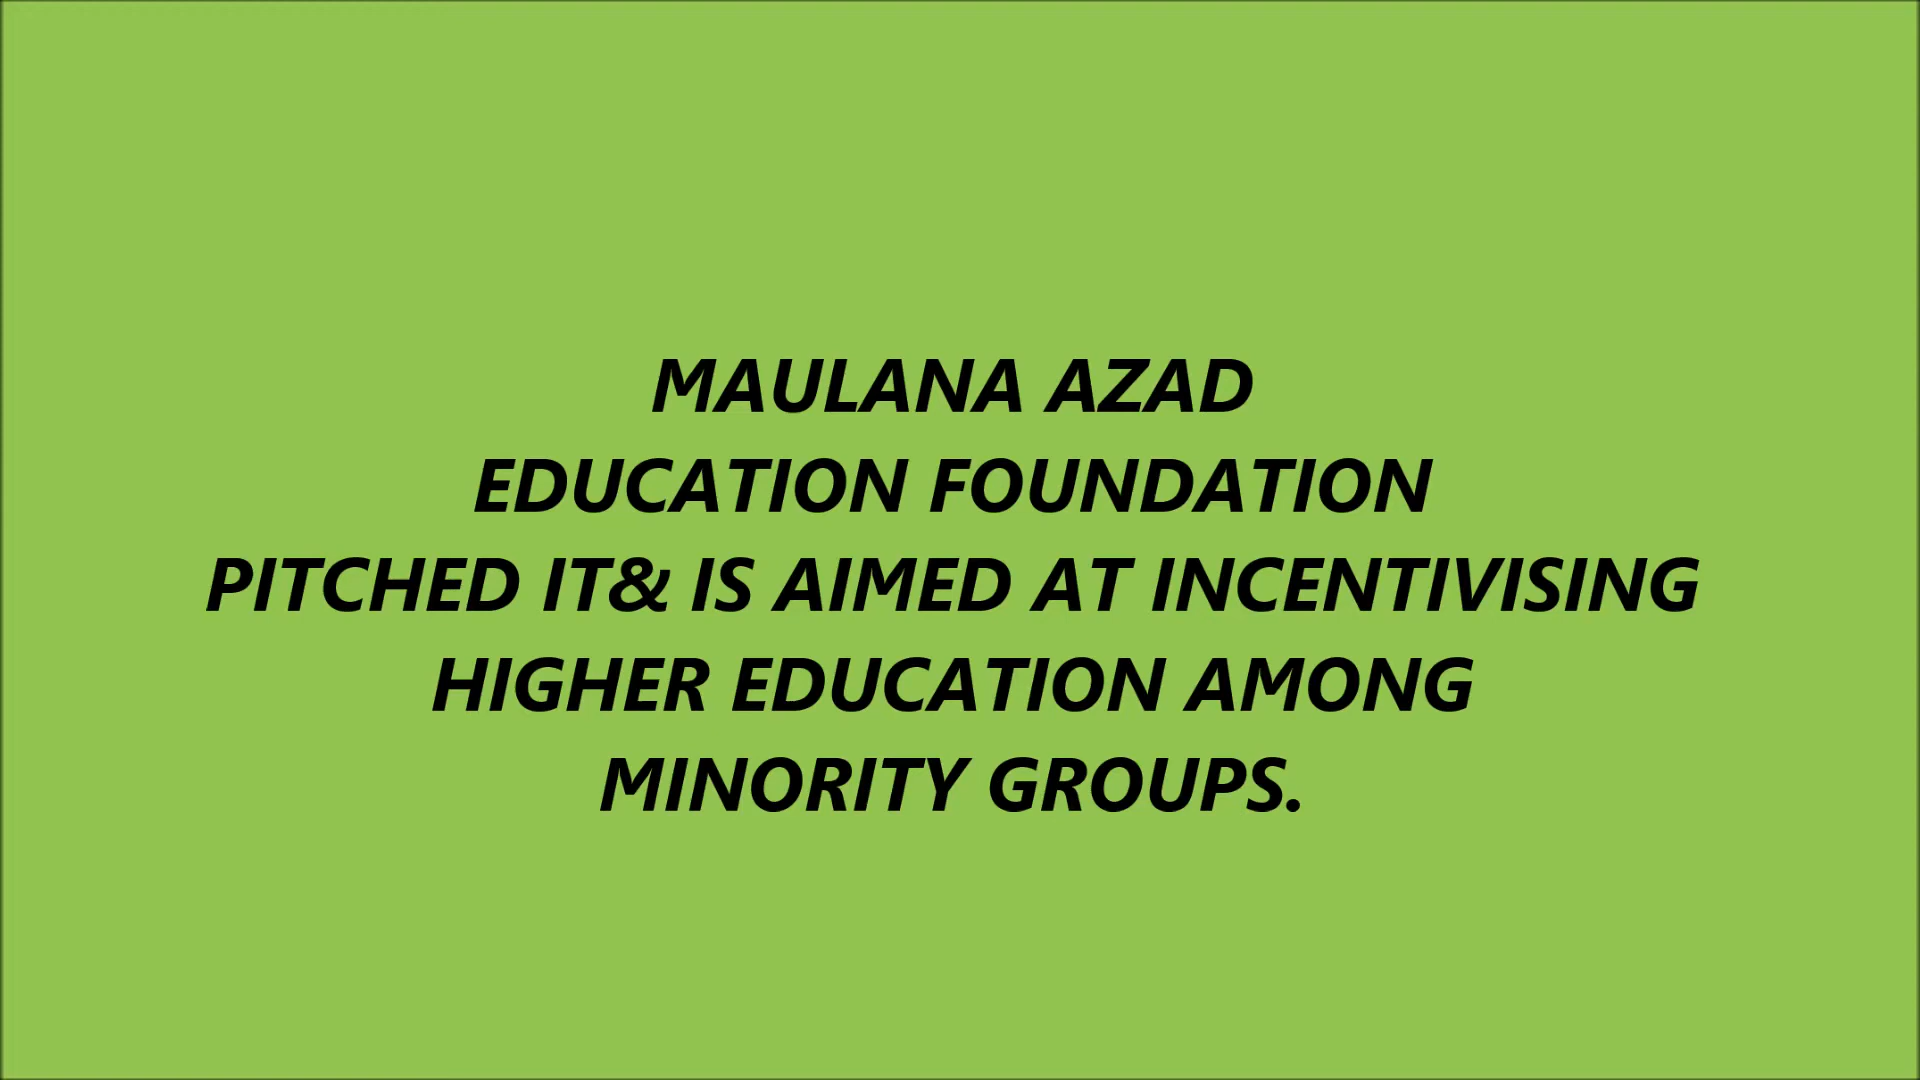 MAULANA AZAD
EDUCATION FOUNDATION
PITCHED IT& IS AIMED AT INCENTIVISING
HIGHER EDUCATION AMONG
MINORITY GROUPS.